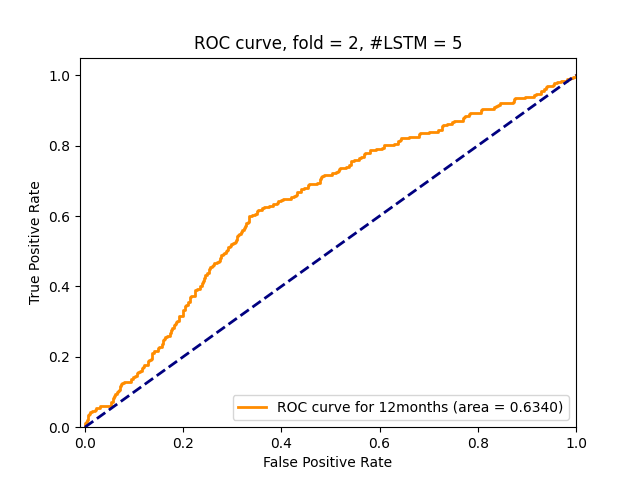 ROC curve, fold = 2, #LSTM = 5
1.0
0.8
0.6
0.4
0.2
0.0
True Positive Rate
ROC curve for 12months (area = 0.6340)
0.0 0.2 0.4 0.6 0.8 1.0
False Positive Rate